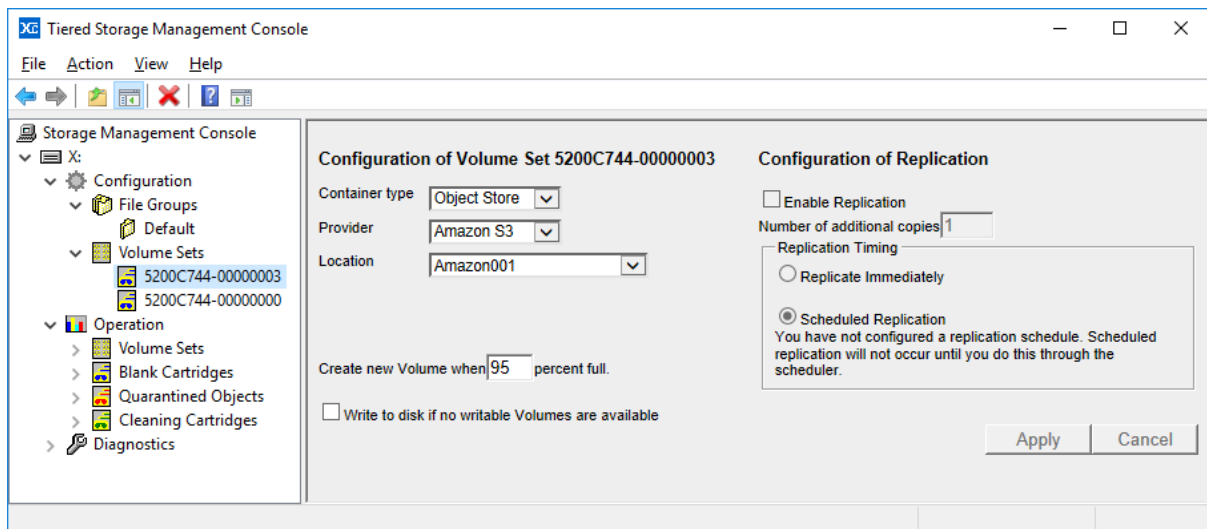 Tiered Storage Management Console
File Action View Help
Storage Management Console
X:
Configuration
File Groups
Default
Volume Sets
5200C744-00000003
5200C744-00000000
Operation
Volume Sets
Blank Cartridges
Quarantined Objects
Cleaning Cartridges
Diagnostics
Configuration of Volume Set 5200C744-00000003
Container type Object Store
Provider Amazon S3
Location Amazon001
Create new Volume when 95 percent full.
Write to disk if no writable Volumes are available
Configuration of Replication
Enable Replication
Number of additional copies 1
Replication Timing
Replicate Immediately
Scheduled Replication
You have not configured a replication schedule. Scheduled
replication will not occur until you do this through the
scheduler.
Apply Cancel